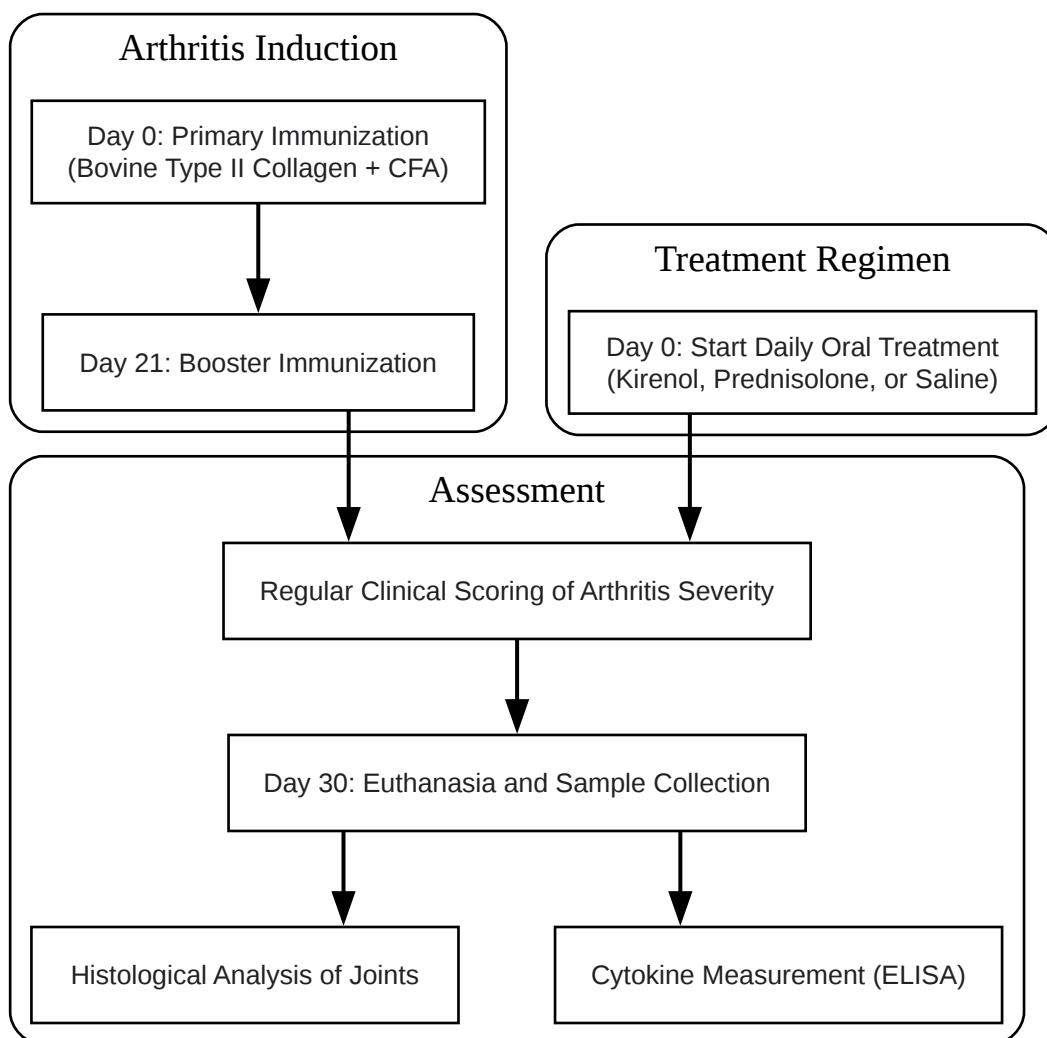 Arthritis Induction
Day 0: Primary Immunization
(Bovine Type II Collagen + CFA)
Day 21: Booster Immunization
Treatment Regimen
Day 0: Start Daily Oral Treatment
(Kirenol, Prednisolone, or Saline)
Assessment
Regular Clinical Scoring of Arthritis Severity
Day 30: Euthanasia and Sample Collection
Histological Analysis of Joints
Cytokine Measurement (ELISA)